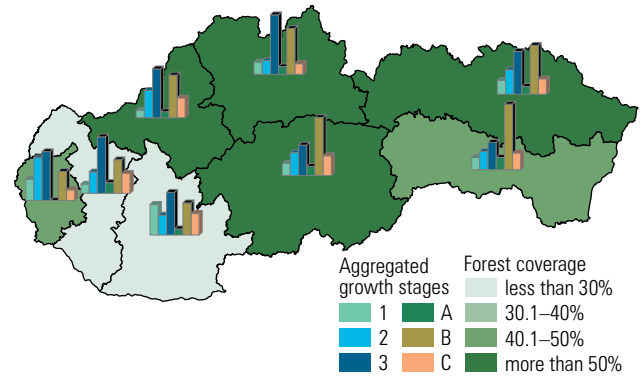 Aggregated
growth stages
1 A
2 B
3 C
Forest coverage
less than 30%
30.1–40%
40.1–50%
more than 50%